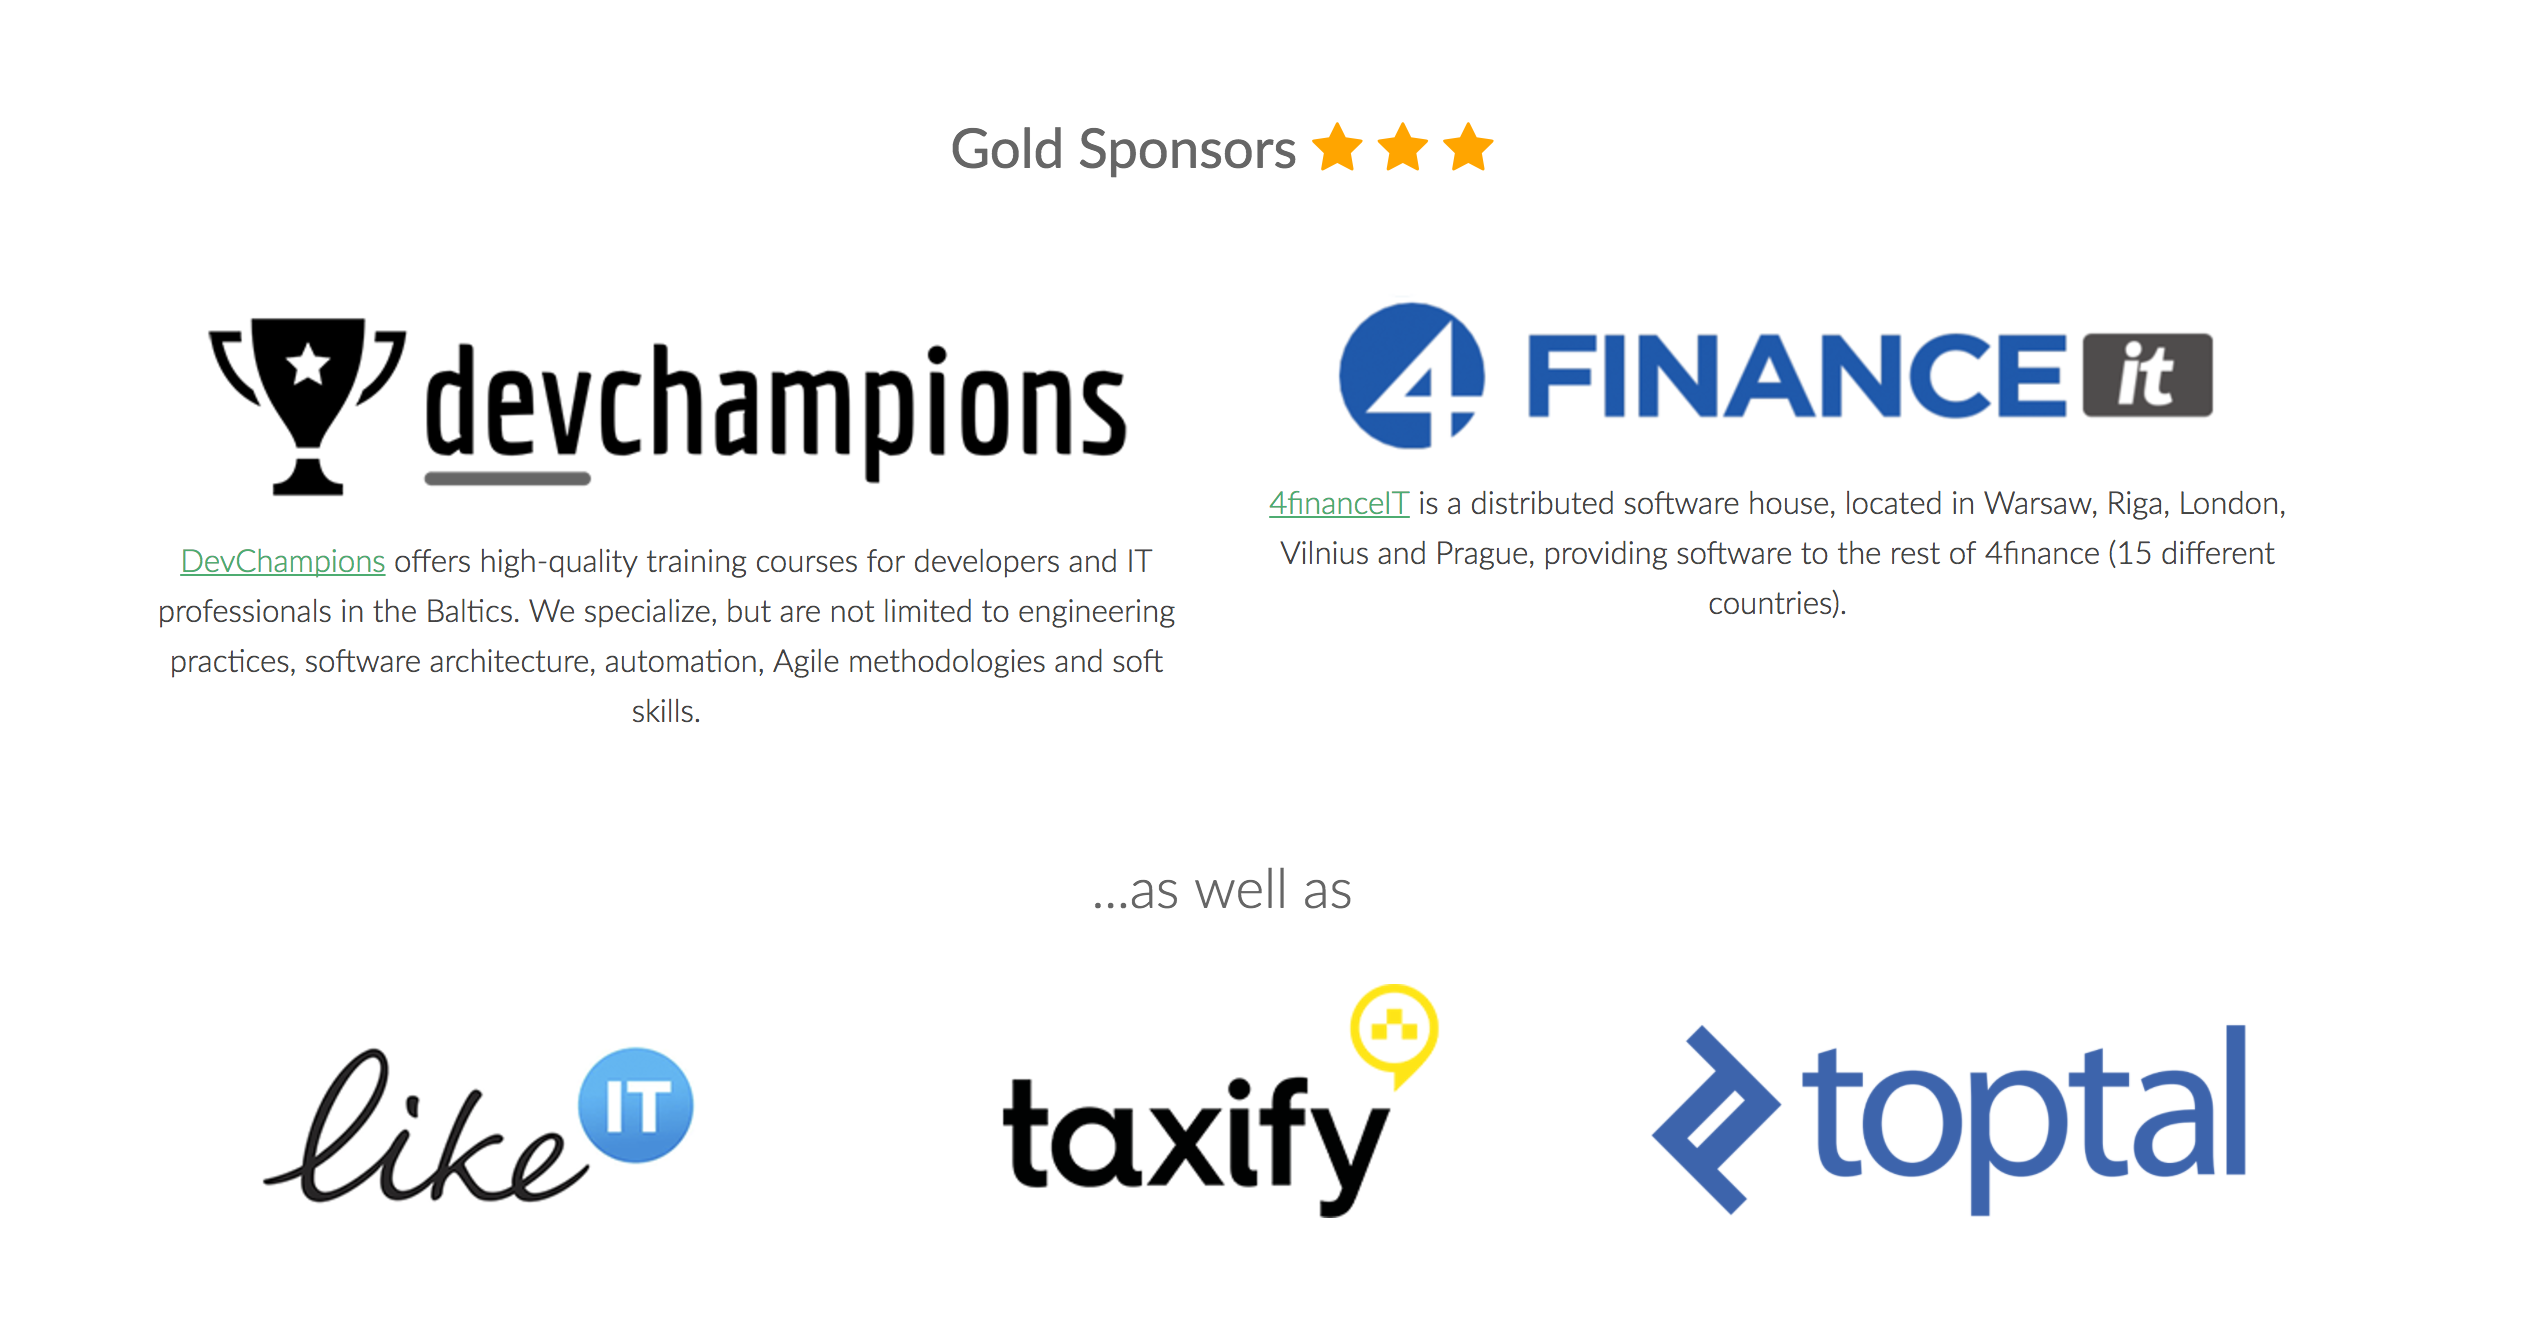 Gold Sponsors
devchampions
DevChampions offers high-quality training courses for developers and IT
professionals in the Baltics. We specialize, but are not limited to engineering
practices, software architecture, automation, Agile methodologies and soft
skills.
4 FINANCE it
4financeIT is a distributed software house, located in Warsaw, Riga, London,
Vilnius and Prague, providing software to the rest of 4finance (15 different
countries).
...as well as
like IT
taxify
toptal